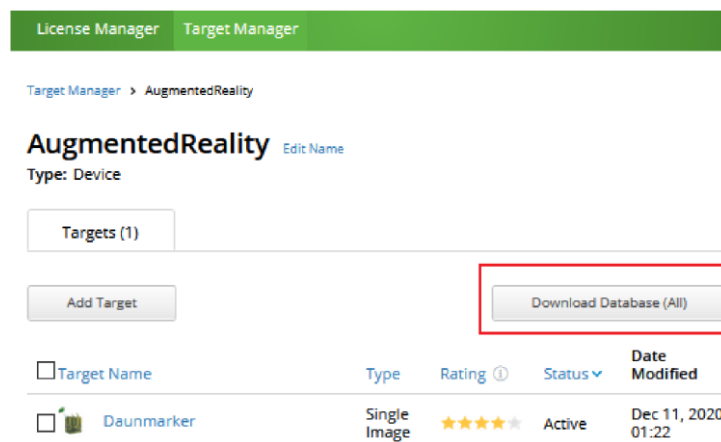 License Manager Target Manager
Target Manager > AugmentedReality
AugmentedReality Edit Name
Type: Device
Targets (1)
Add Target Download Database (All)
Target Name Type Rating Status Date Modified
Daunmarker Single Image Active Dec 11, 2020 01:22